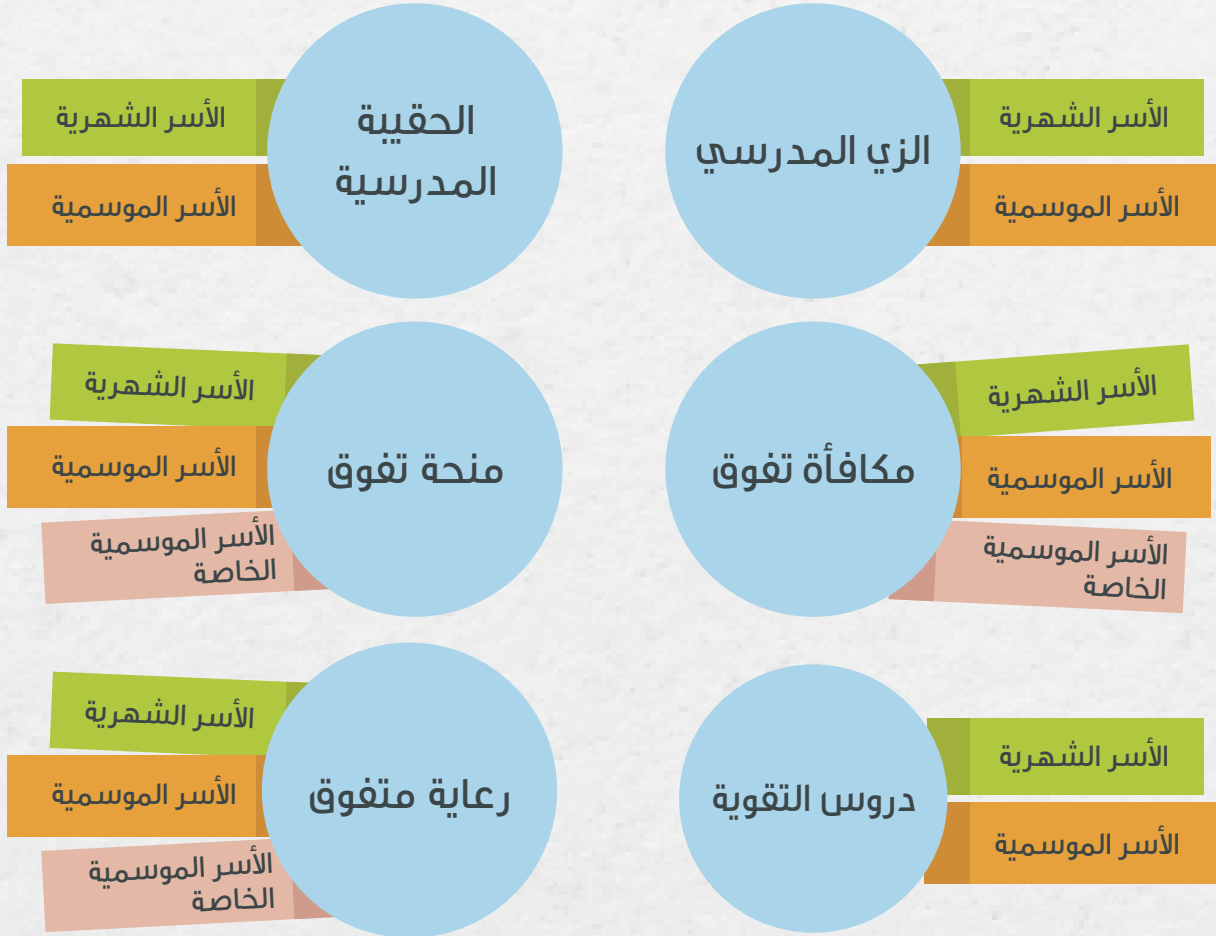 الزي المدرسي
الأسر الشهرية
الأسر الموسمية
الحقيبة
المدرسية
الأسر الشهرية
الأسر الموسمية
مكافأة تفوق
الأسر الشهرية
الأسر الموسمية
الأسر الموسمية
الخاصة
منحة تفوق
الأسر الشهرية
الأسر الموسمية
الأسر الموسمية
الخاصة
دروس التقوية
الأسر الشهرية
الأسر الموسمية
رعاية متفوق
الأسر الشهرية
الأسر الموسمية
الأسر الموسمية
الخاصة